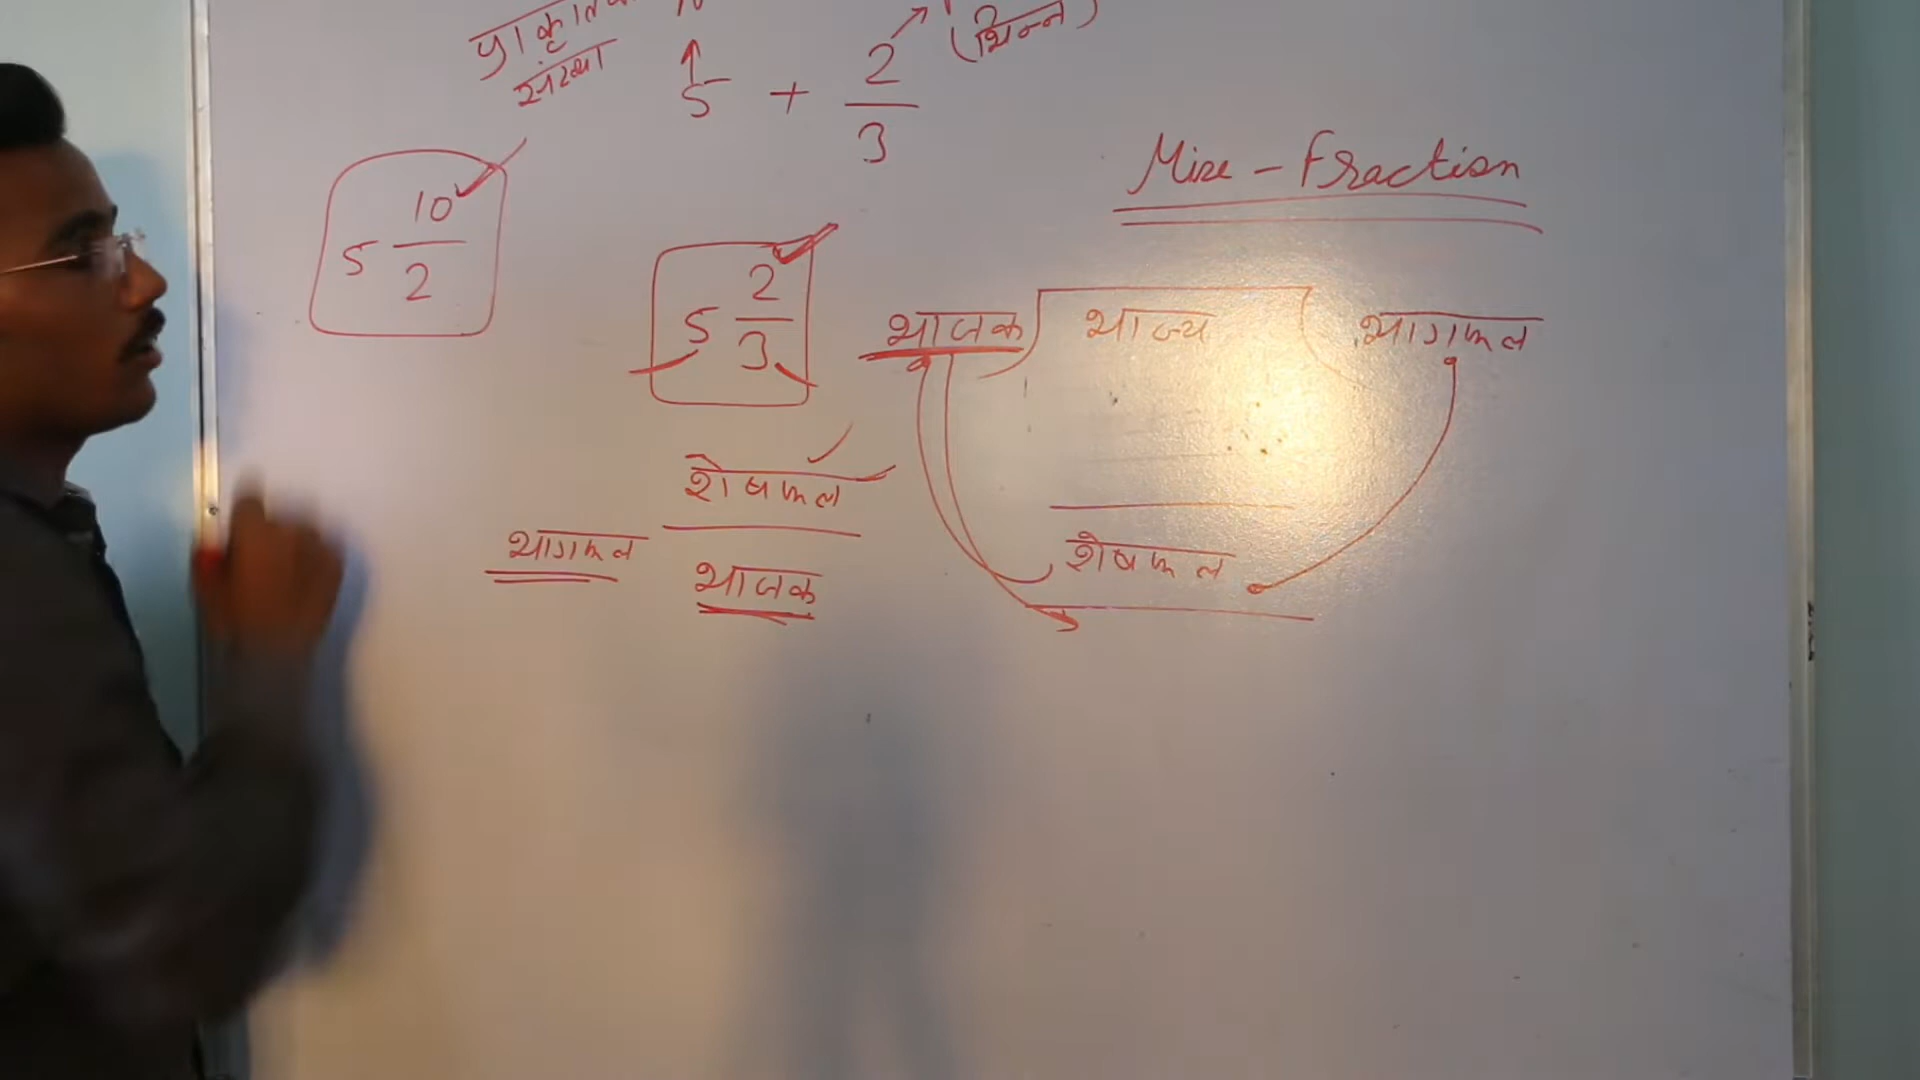 संख्या
5 + 2/3 (भिन्न)
Mixe - Fraction
5 10/2
5 2/3
भाजक भाज्य भागफल
शेषफल
भागफल
भाजक
शेषफल